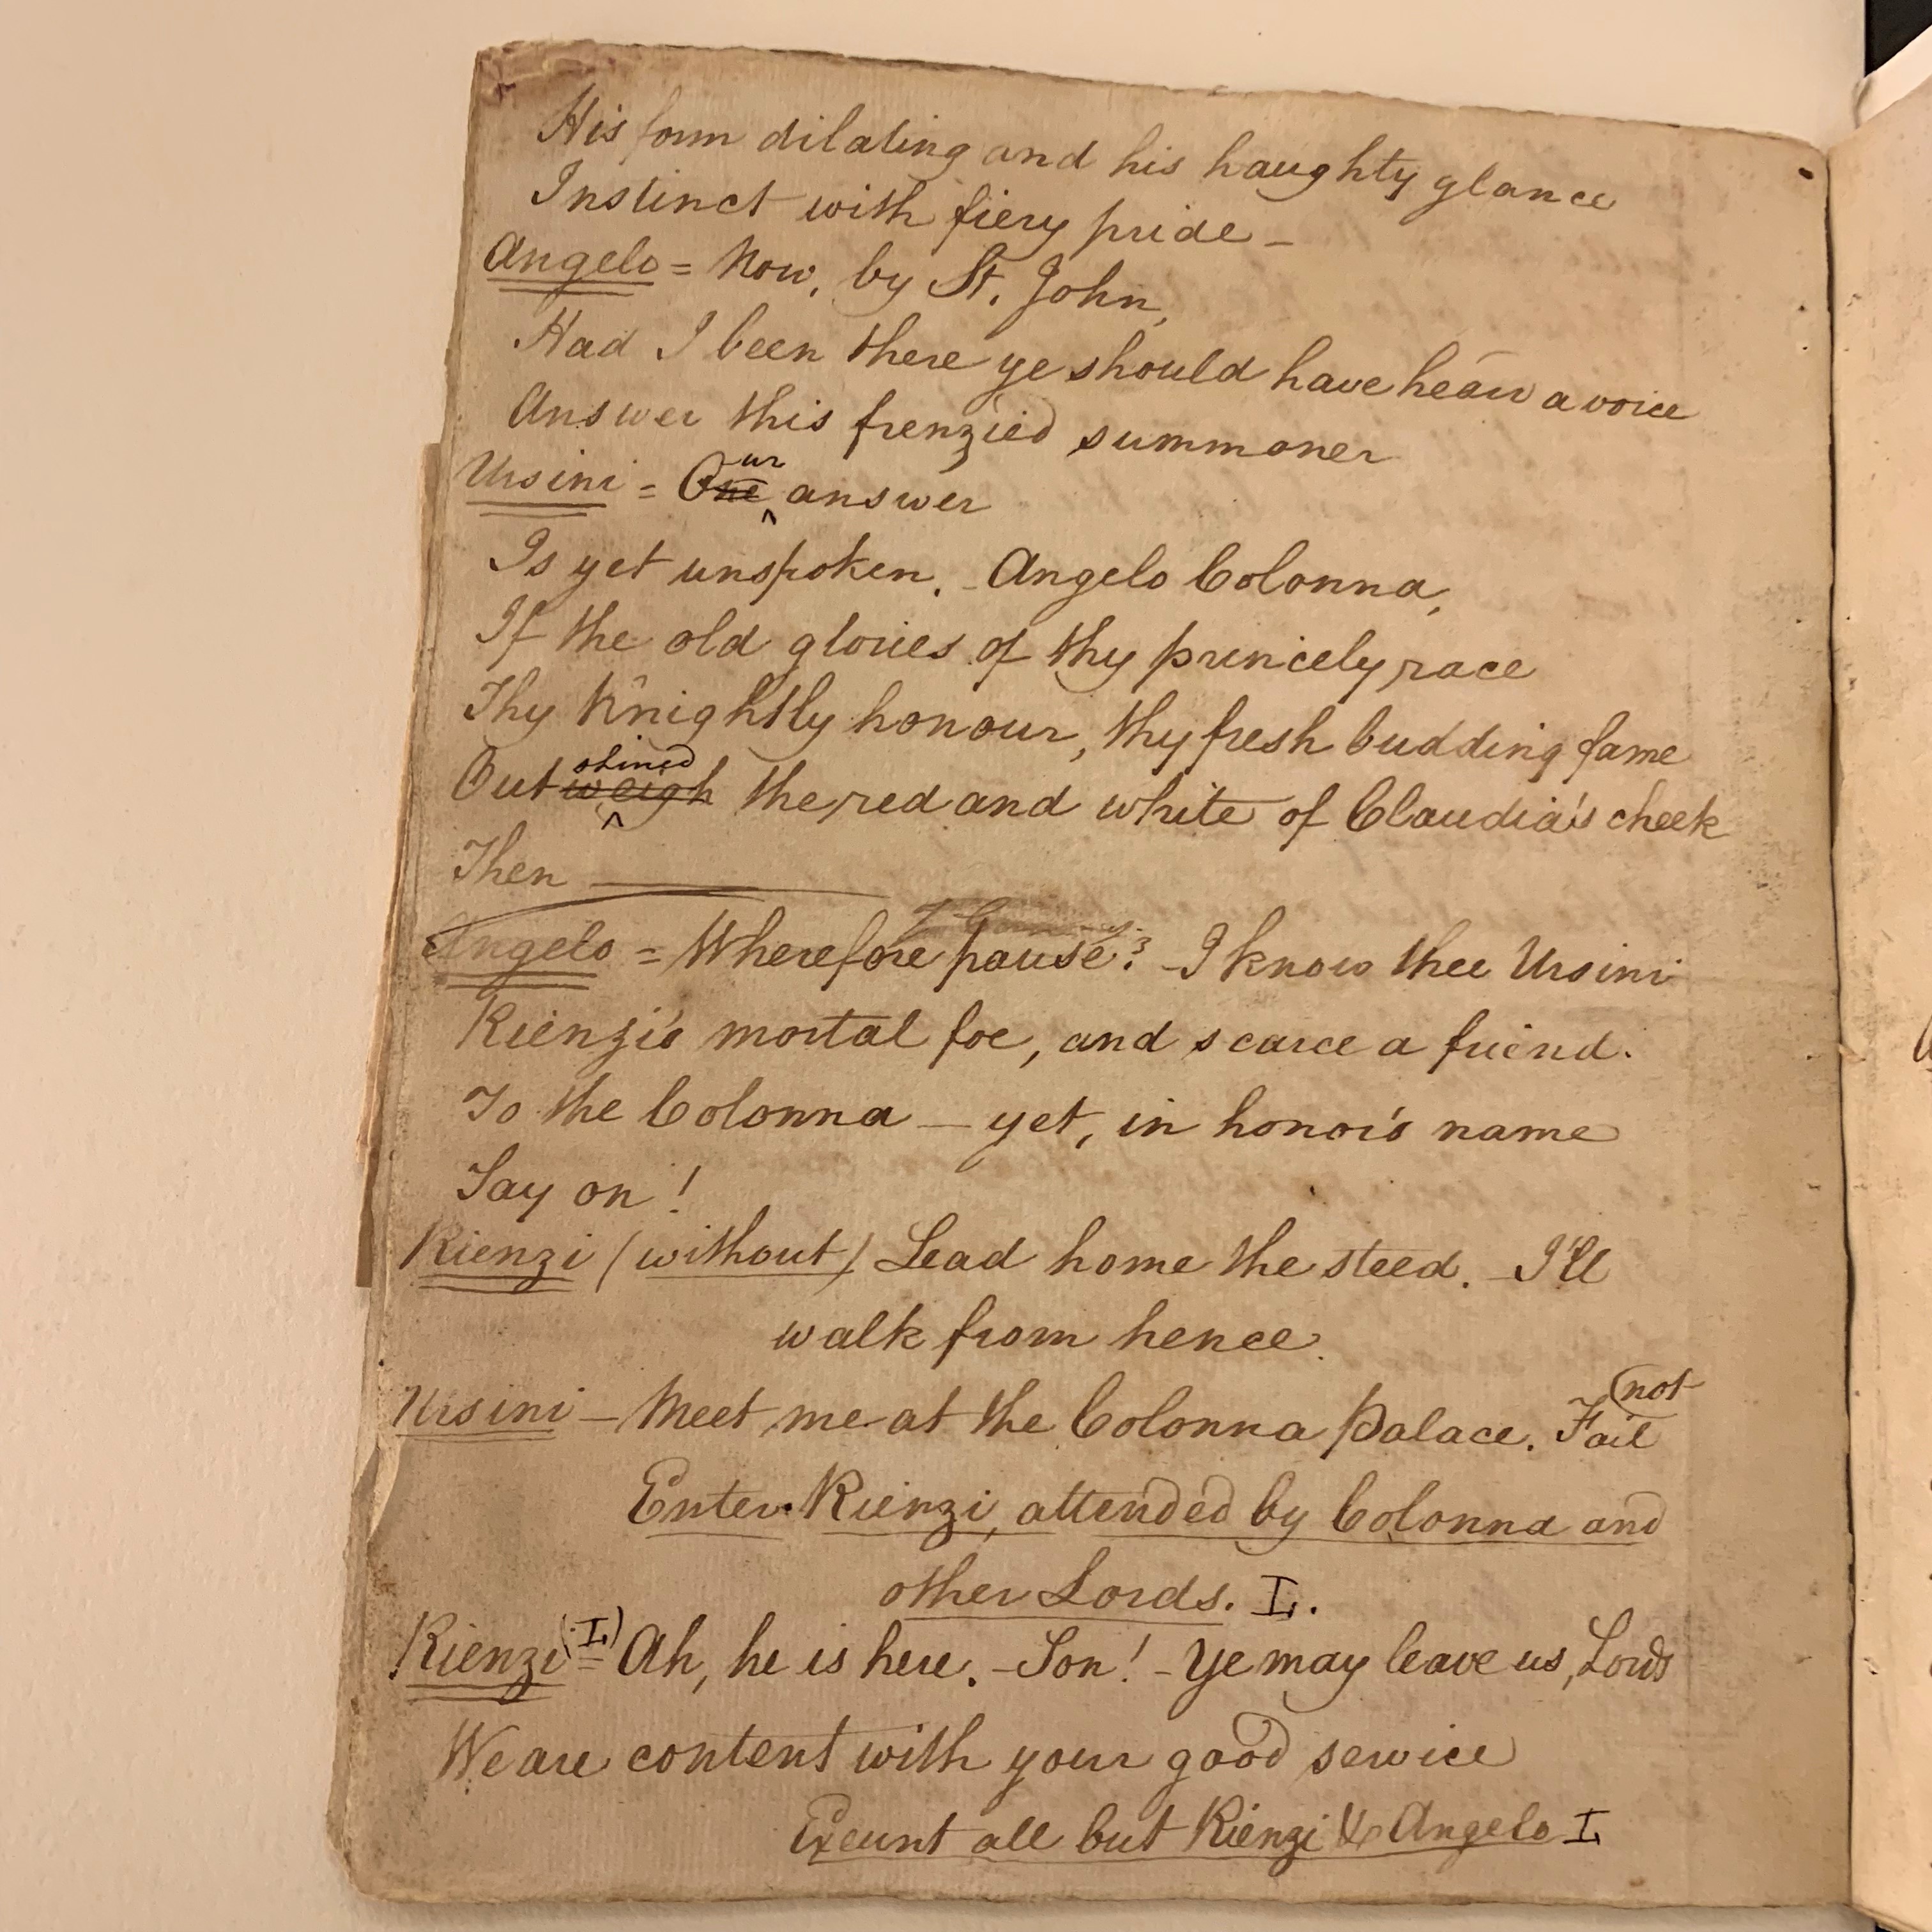 His form dilating and his haughty glance
Instinct with fiery pride –
Angelo = Now, by St. John,
Had I been there ye should have hear a voice
Answer this frenzied summoner
ur
Ursini = One answer
Is yet unspoken. – Angelo Colonna,
If the old glories of thy princely race
Thy Knightly honour, thy fresh budding fame
shined
Outweigh the red and white of Claudia's cheek
Then —
Angelo = Wherefore pause? – I know thee Ursini
Rienzi's mortal foe, and scarce a friend.
To the Colonna – yet, in honor's name
Say on!
Rienzi (without) Lead home the steed. – I'll
walk from hence.
not
Ursini – Meet me at the Colonna Palace. Fail
Enter Rienzi, attended by Colonna and
other Lords. L.
Rienzi (L) = Ah, he is here. – Son! – Ye may leave us, Lords
We are content with your good service
Exeunt all but Rienzi & Angelo L